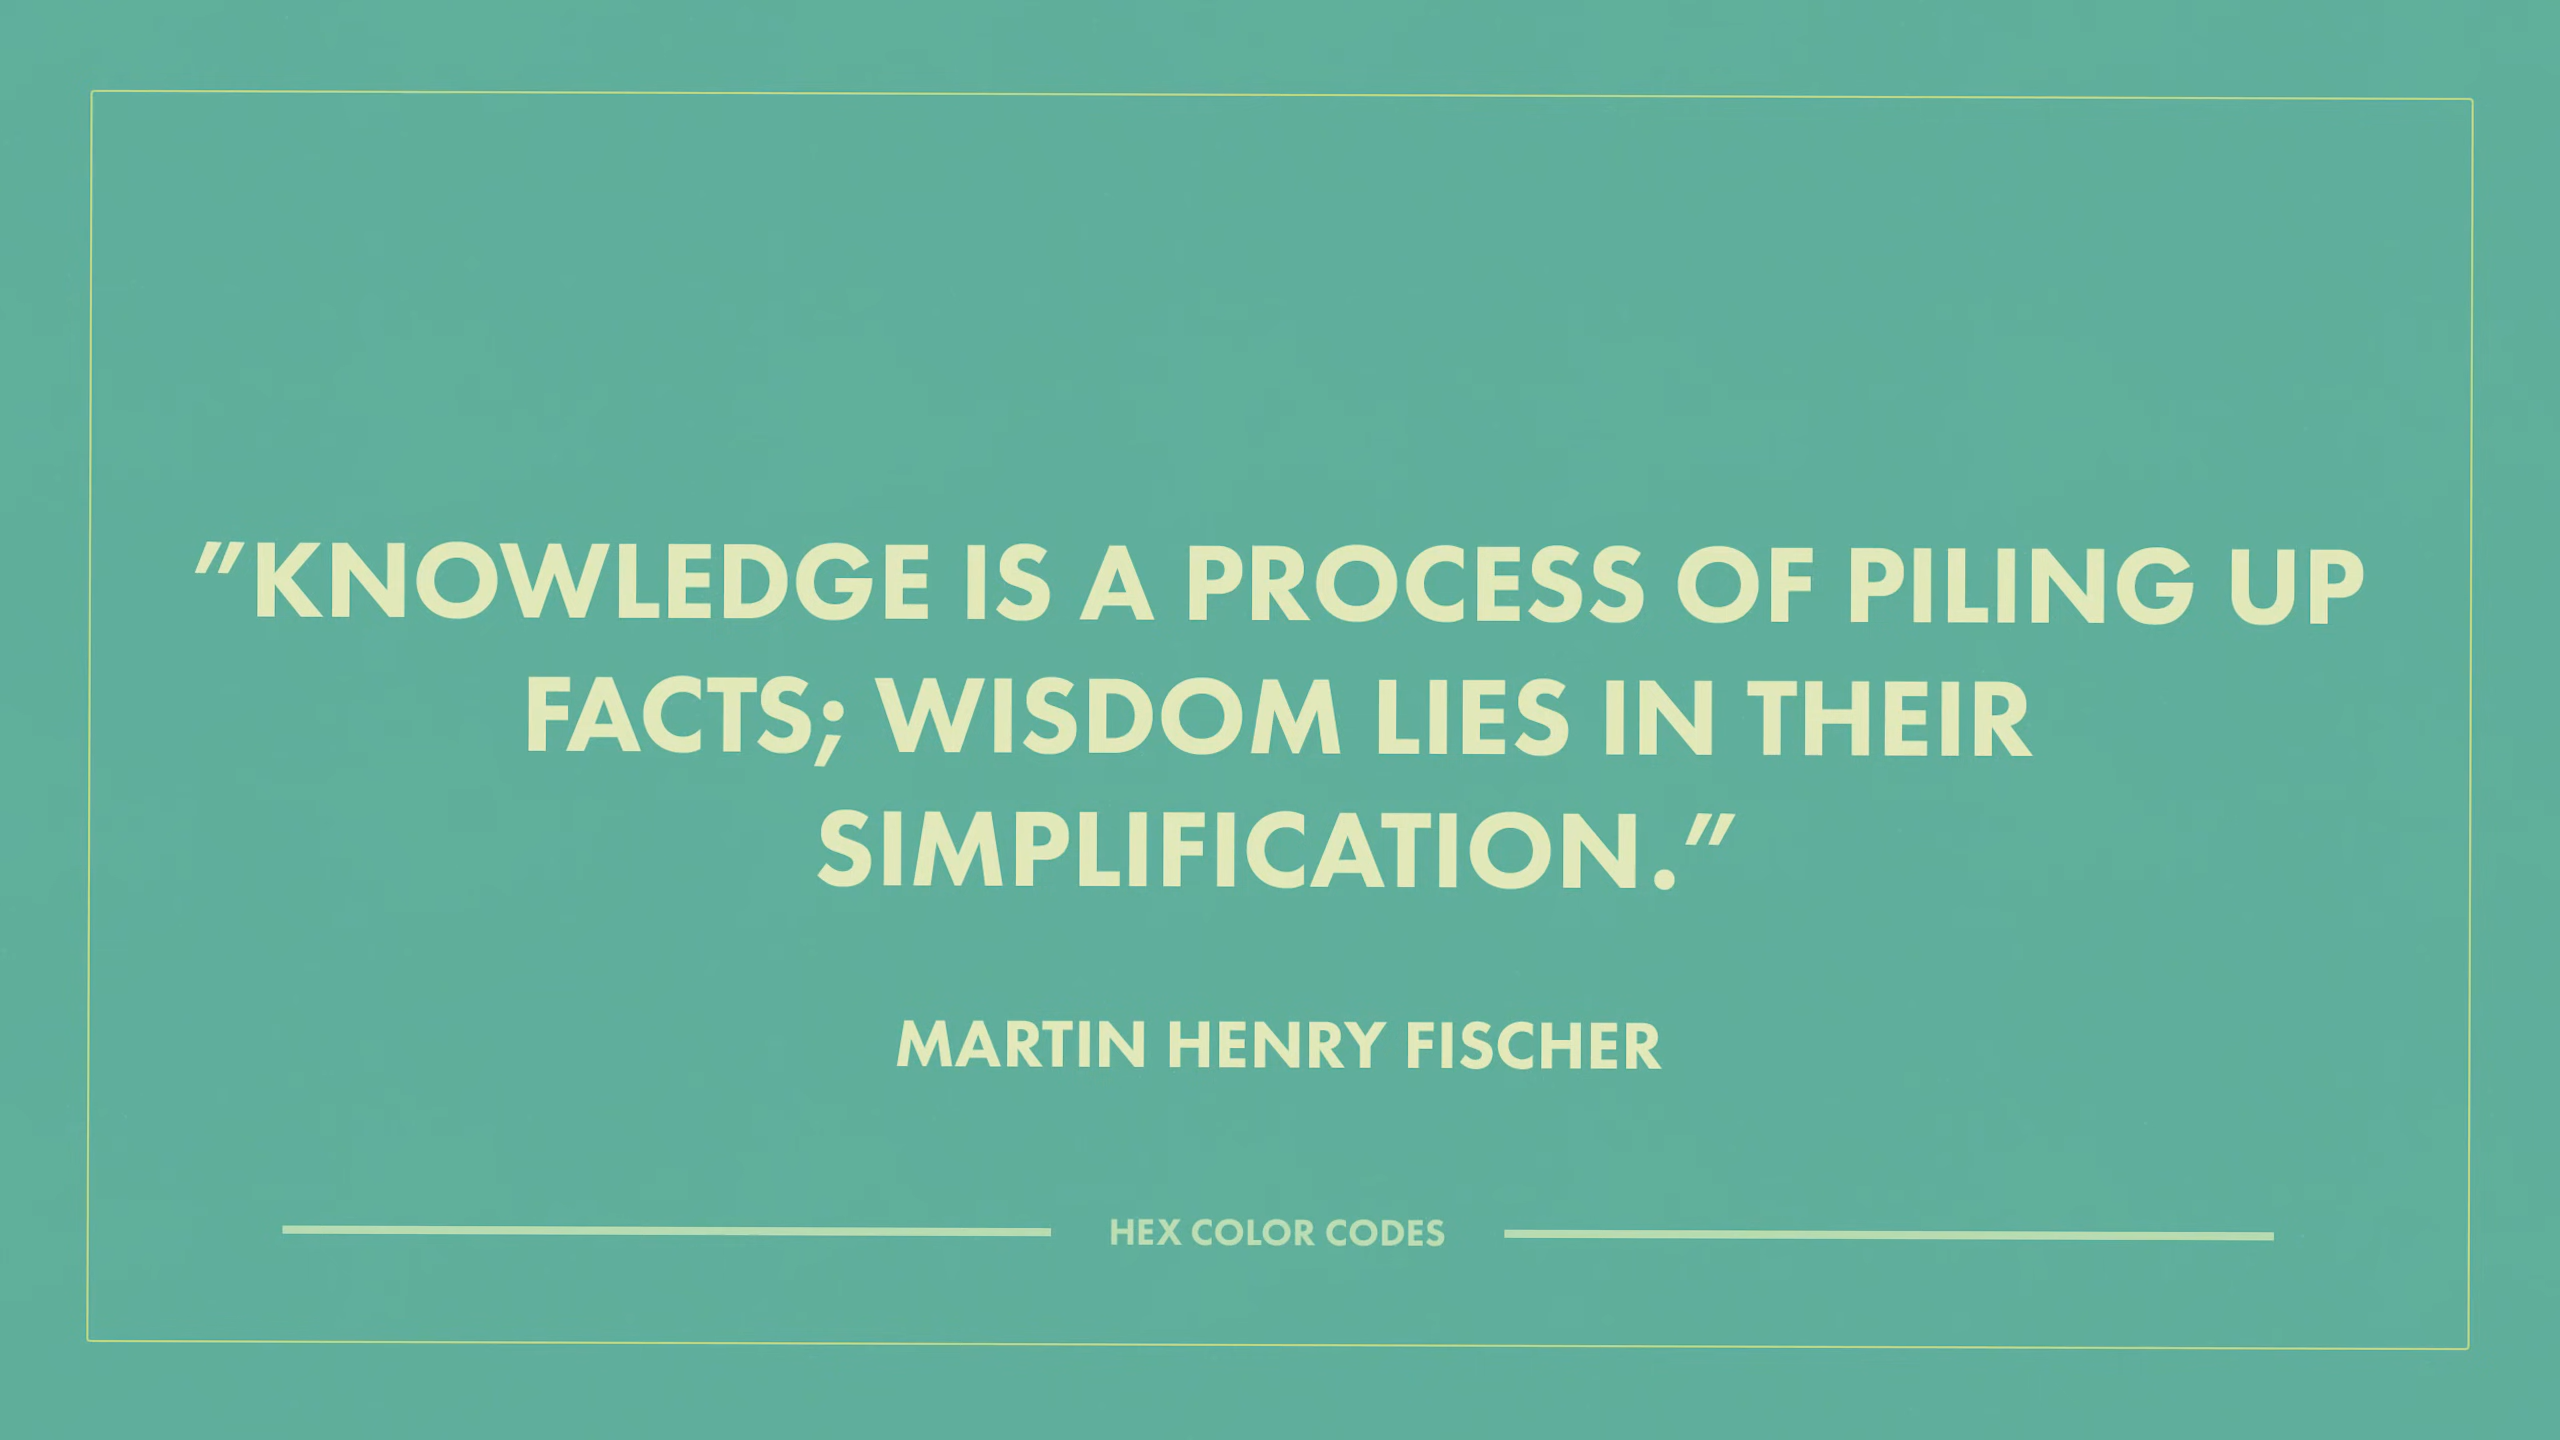 ”KNOWLEDGE IS A PROCESS OF PILING UP
FACTS; WISDOM LIES IN THEIR
SIMPLIFICATION.”
MARTIN HENRY FISCHER
HEX COLOR CODES